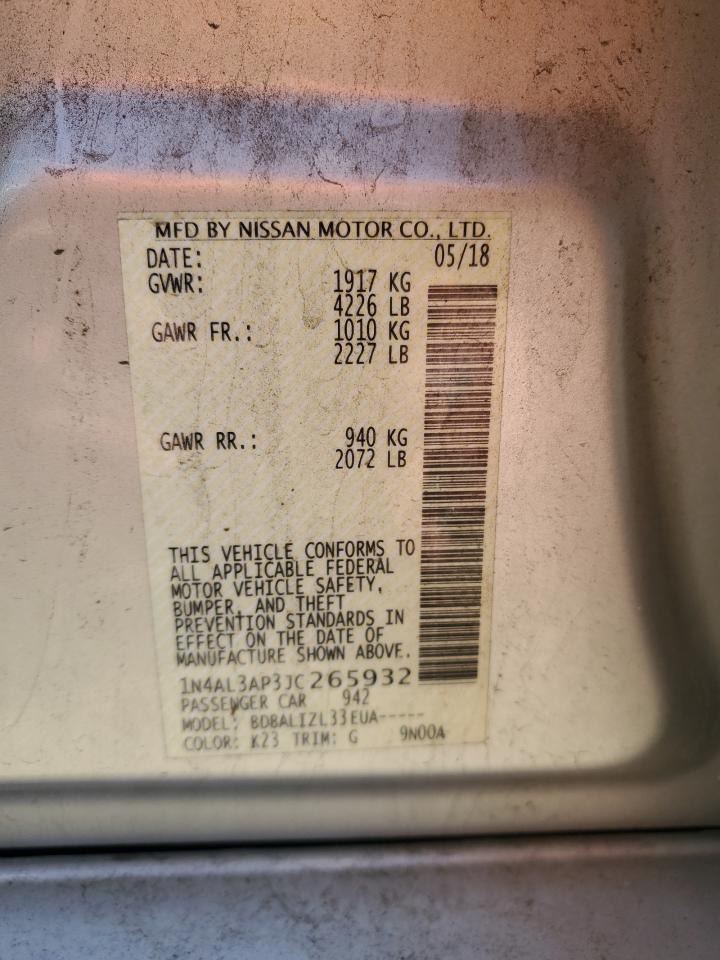 MFD BY NISSAN MOTOR CO., LTD.
DATE: 05/18
GVWR: 1917 KG
4226 LB
GAWR FR.: 1010 KG
2227 LB
GAWR RR.: 940 KG
2072 LB
THIS VEHICLE CONFORMS TO
ALL APPLICABLE FEDERAL
MOTOR VEHICLE SAFETY,
BUMPER, AND THEFT
PREVENTION STANDARDS IN
EFFECT ON THE DATE OF
MANUFACTURE SHOWN ABOVE.
1N4AL3AP3JC265932
PASSENGER CAR 942
MODEL: BDBALIZL33EUA-----
COLOR: K23 TRIM: G 9N00A